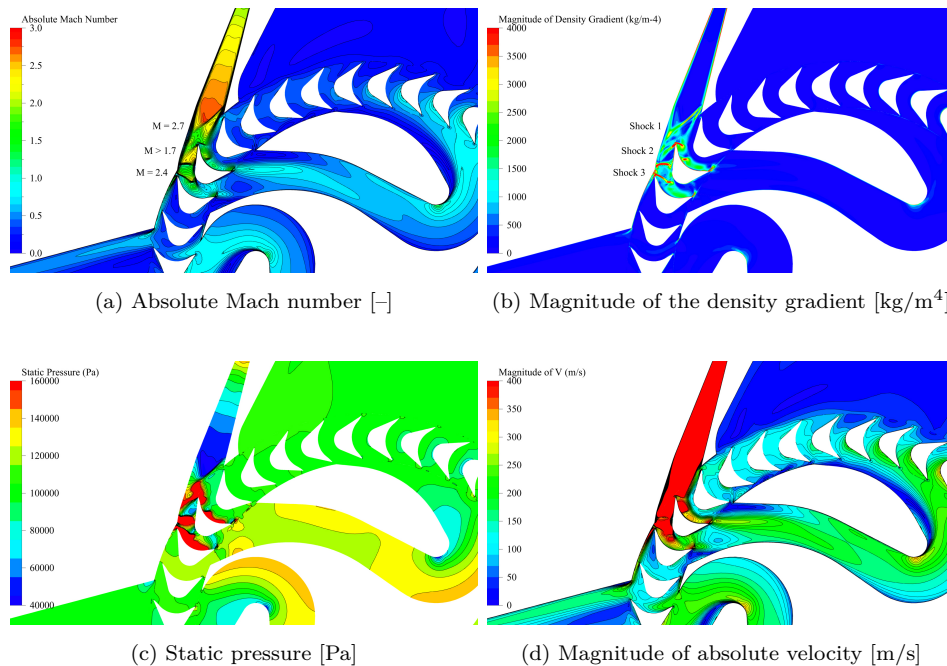 Absolute Mach Number
3.0
2.5
2.0
1.5
1.0
0.5
0.0
M = 2.7
M > 1.7
M = 2.4
(a) Absolute Mach number [–]
Magnitude of Density Gradient (kg/m-4)
4000
3500
3000
2500
2000
1500
1000
500
0
Shock 1
Shock 2
Shock 3
(b) Magnitude of the density gradient [kg/m⁴]
Static Pressure (Pa)
160000
140000
120000
100000
80000
60000
40000
(c) Static pressure [Pa]
Magnitude of V (m/s)
400
350
300
250
200
150
100
50
0
(d) Magnitude of absolute velocity [m/s]